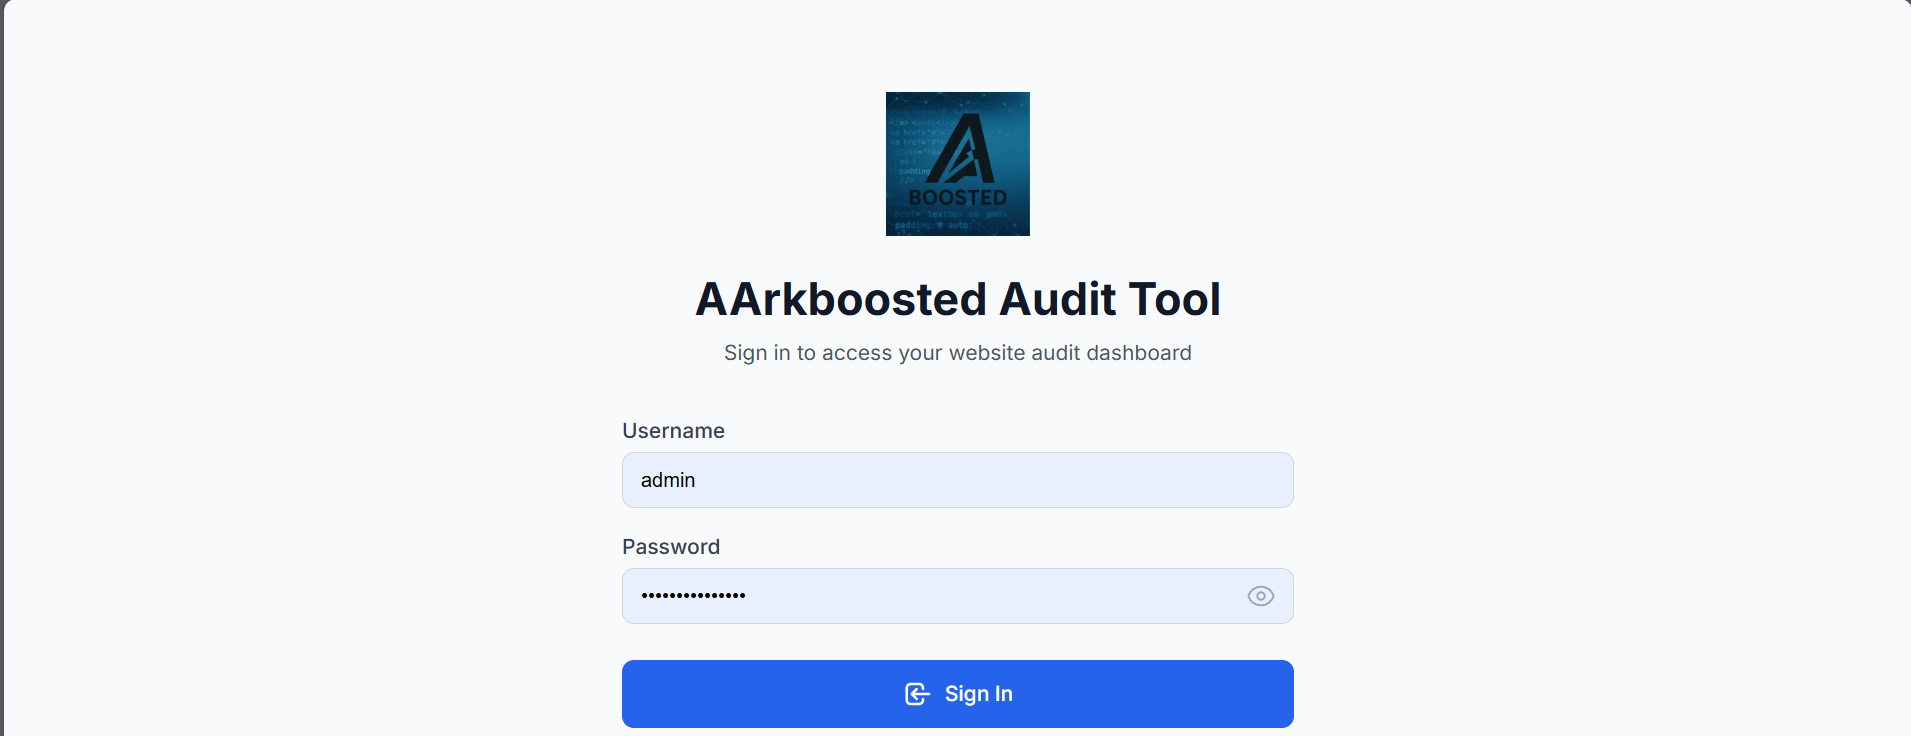 BOOSTED
AArkboosted Audit Tool
Sign in to access your website audit dashboard
Username
admin
Password
•••••••••••••••
Sign In